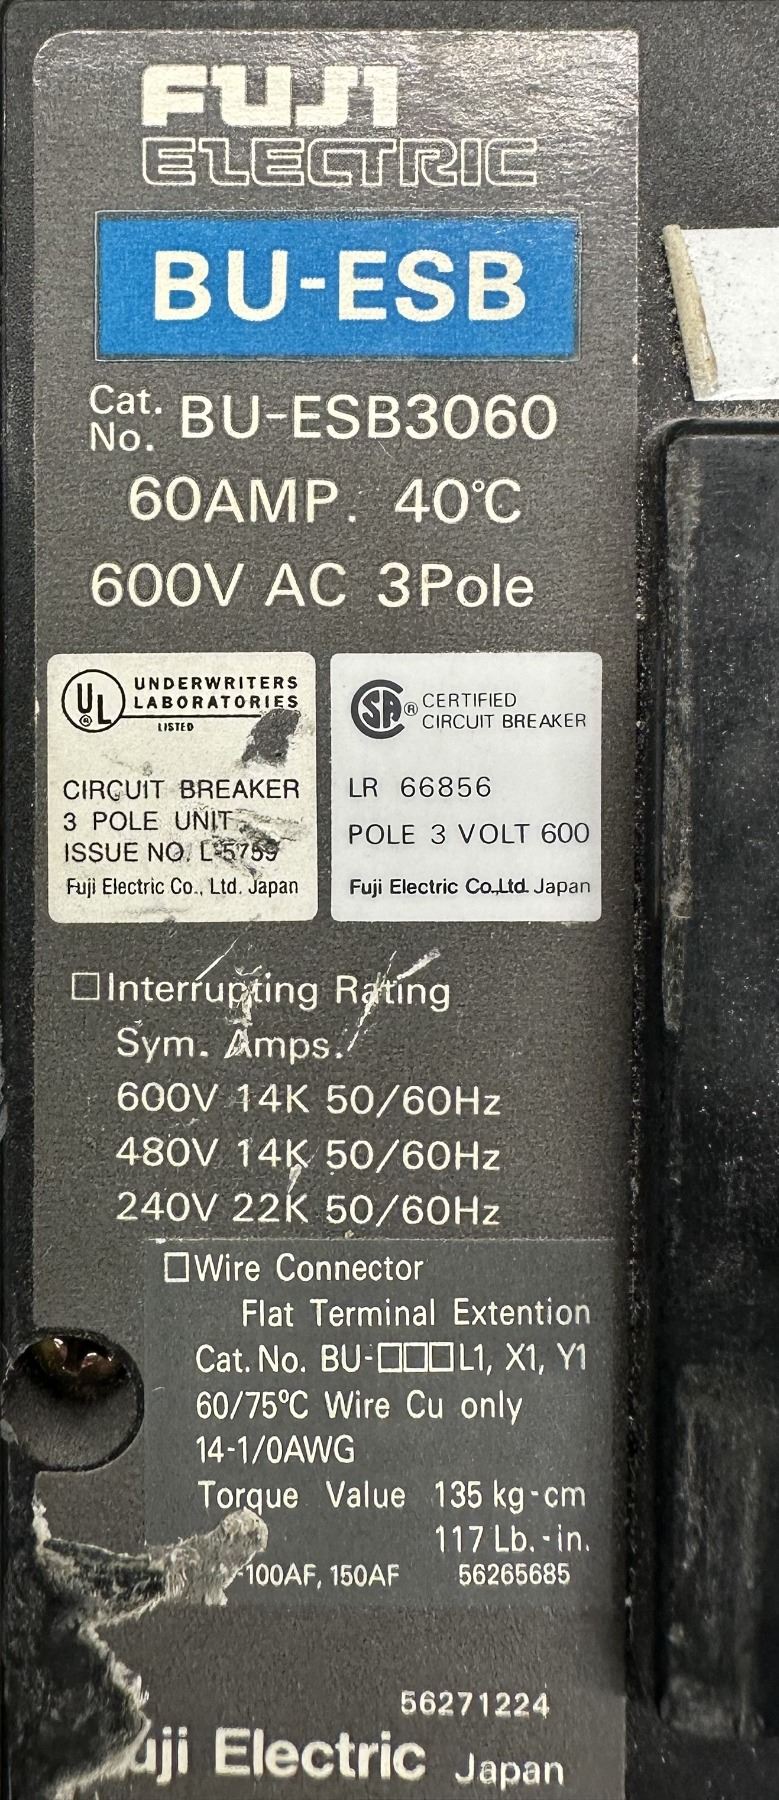 FUJI
ELECTRIC
BU-ESB
Cat. No. BU-ESB3060
60AMP. 40℃
600V AC 3Pole
UL® UNDERWRITERS
LABORATORIES
LISTED
CIRCUIT BREAKER
3 POLE UNIT
ISSUE NO. L-5759
Fuji Electric Co., Ltd. Japan
SA® CERTIFIED
CIRCUIT BREAKER
LR 66856
POLE 3 VOLT 600
Fuji Electric Co.,Ltd. Japan
□Interrupting Rating
Sym. Amps.
600V 14K 50/60Hz
480V 14K 50/60Hz
240V 22K 50/60Hz
□Wire Connector
Flat Terminal Extention
Cat. No. BU-□□□L1, X1, Y1
60/75℃ Wire Cu only
14-1/0AWG
Torque Value 135 kg-cm
117 Lb.-in.
-100AF, 150AF 56265685
56271224
Fuji Electric Japan